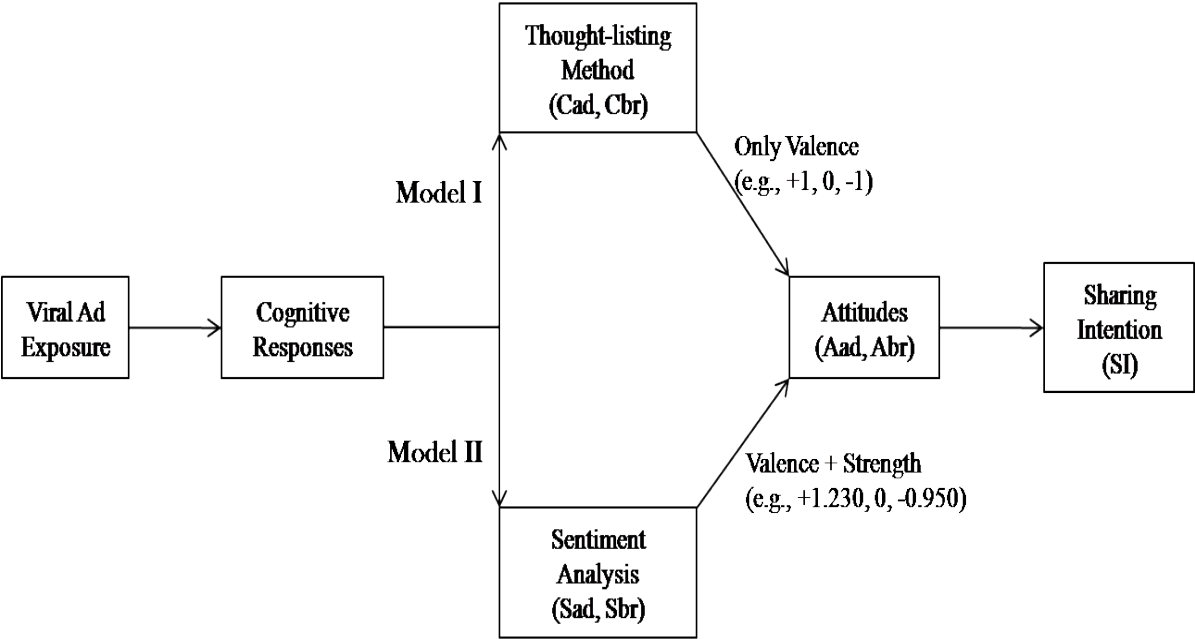 Thought-listing
Method
(Cad, Cbr)
Only Valence
(e.g., +1, 0, -1)
Model I
Viral Ad
Exposure
Cognitive
Responses
Attitudes
(Aad, Abr)
Sharing
Intention
(SI)
Model II
Valence + Strength
(e.g., +1.230, 0, -0.950)
Sentiment
Analysis
(Sad, Sbr)